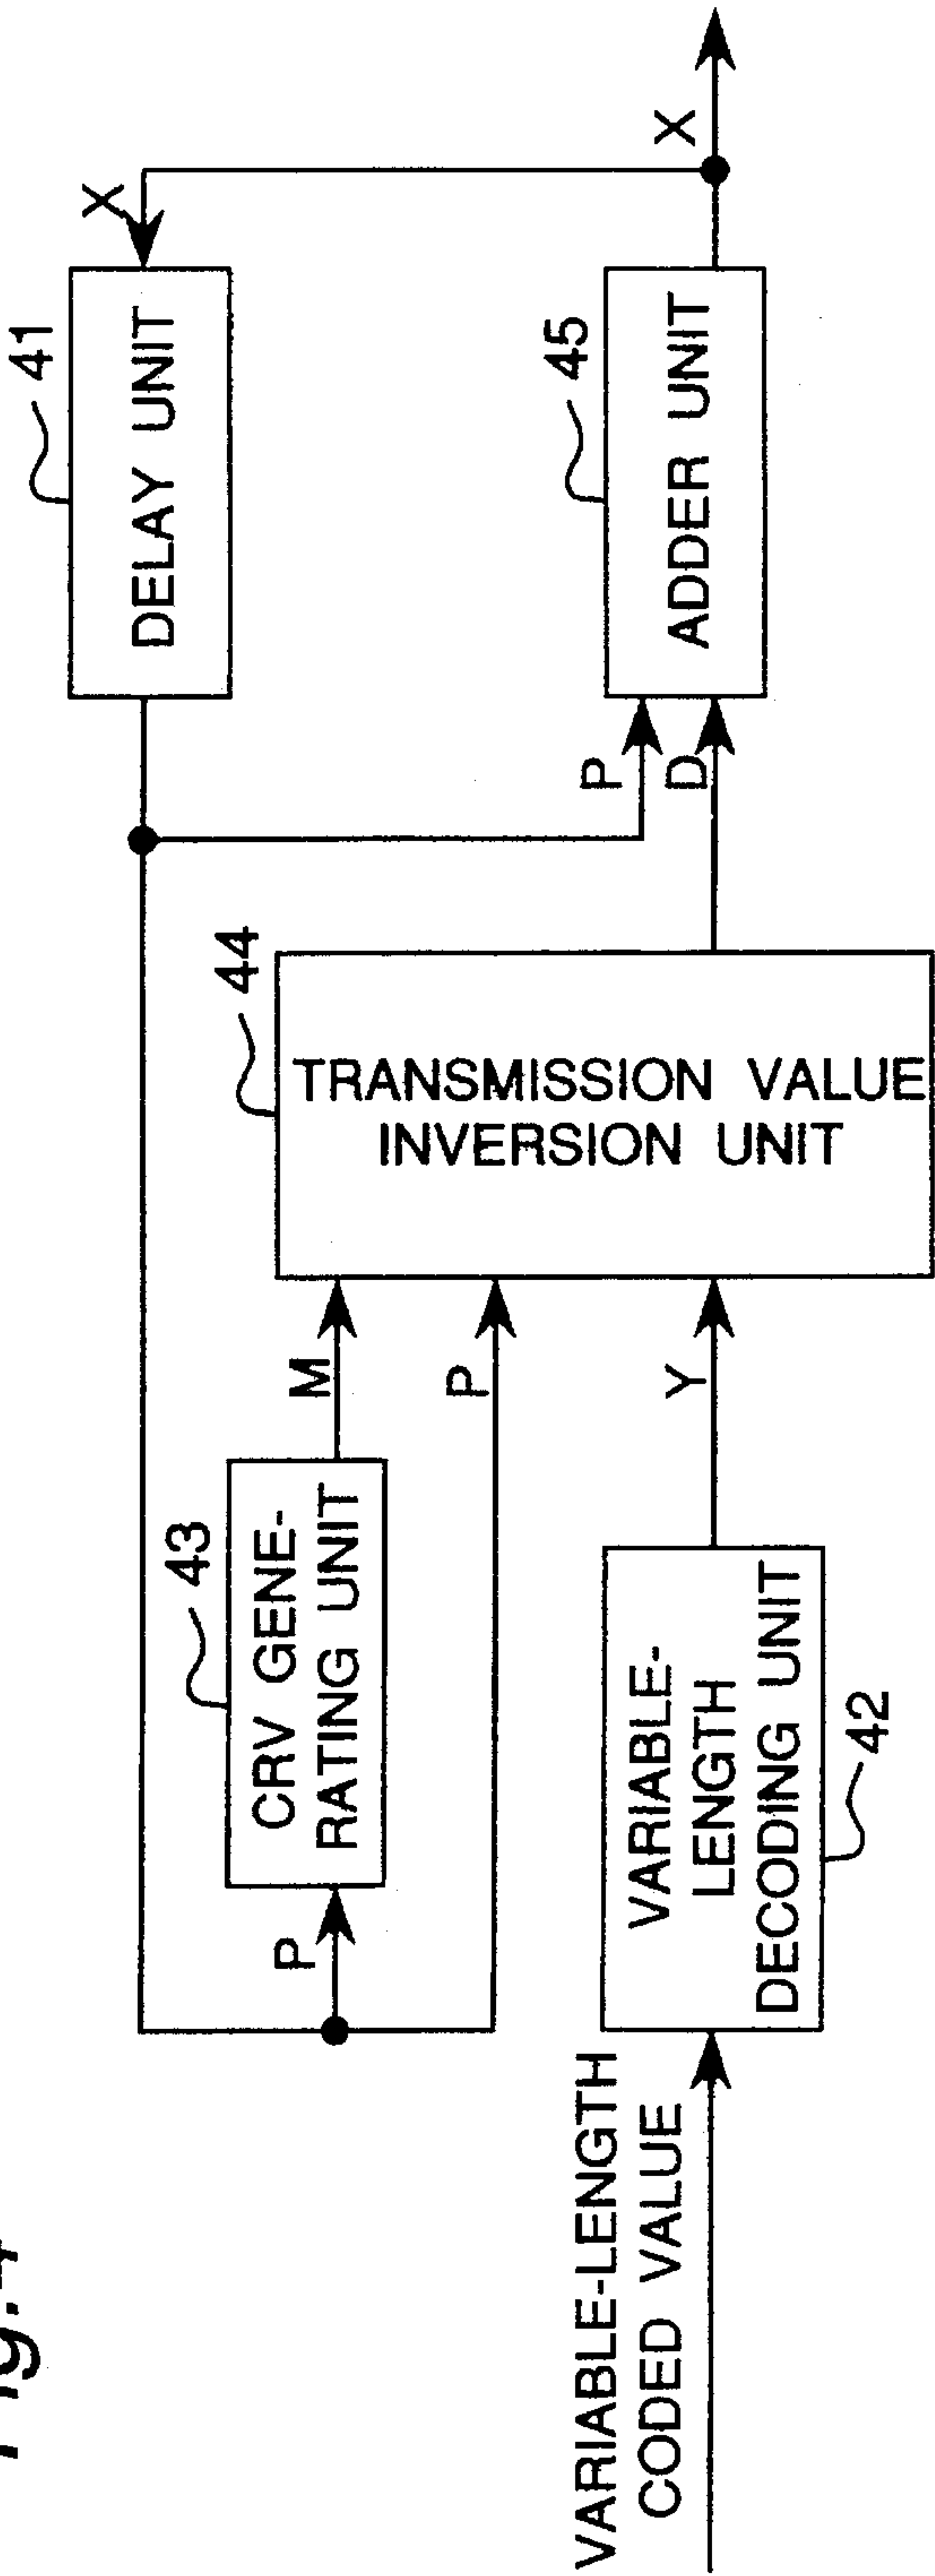 Fig.4
41
DELAY UNIT
X
43
CRV GENE-
RATING UNIT
P
M
P
44
TRANSMISSION VALUE
INVERSION UNIT
P
D
45
ADDER UNIT
X
VARIABLE-LENGTH
CODED VALUE
VARIABLE-
LENGTH
DECODING UNIT
42
Y